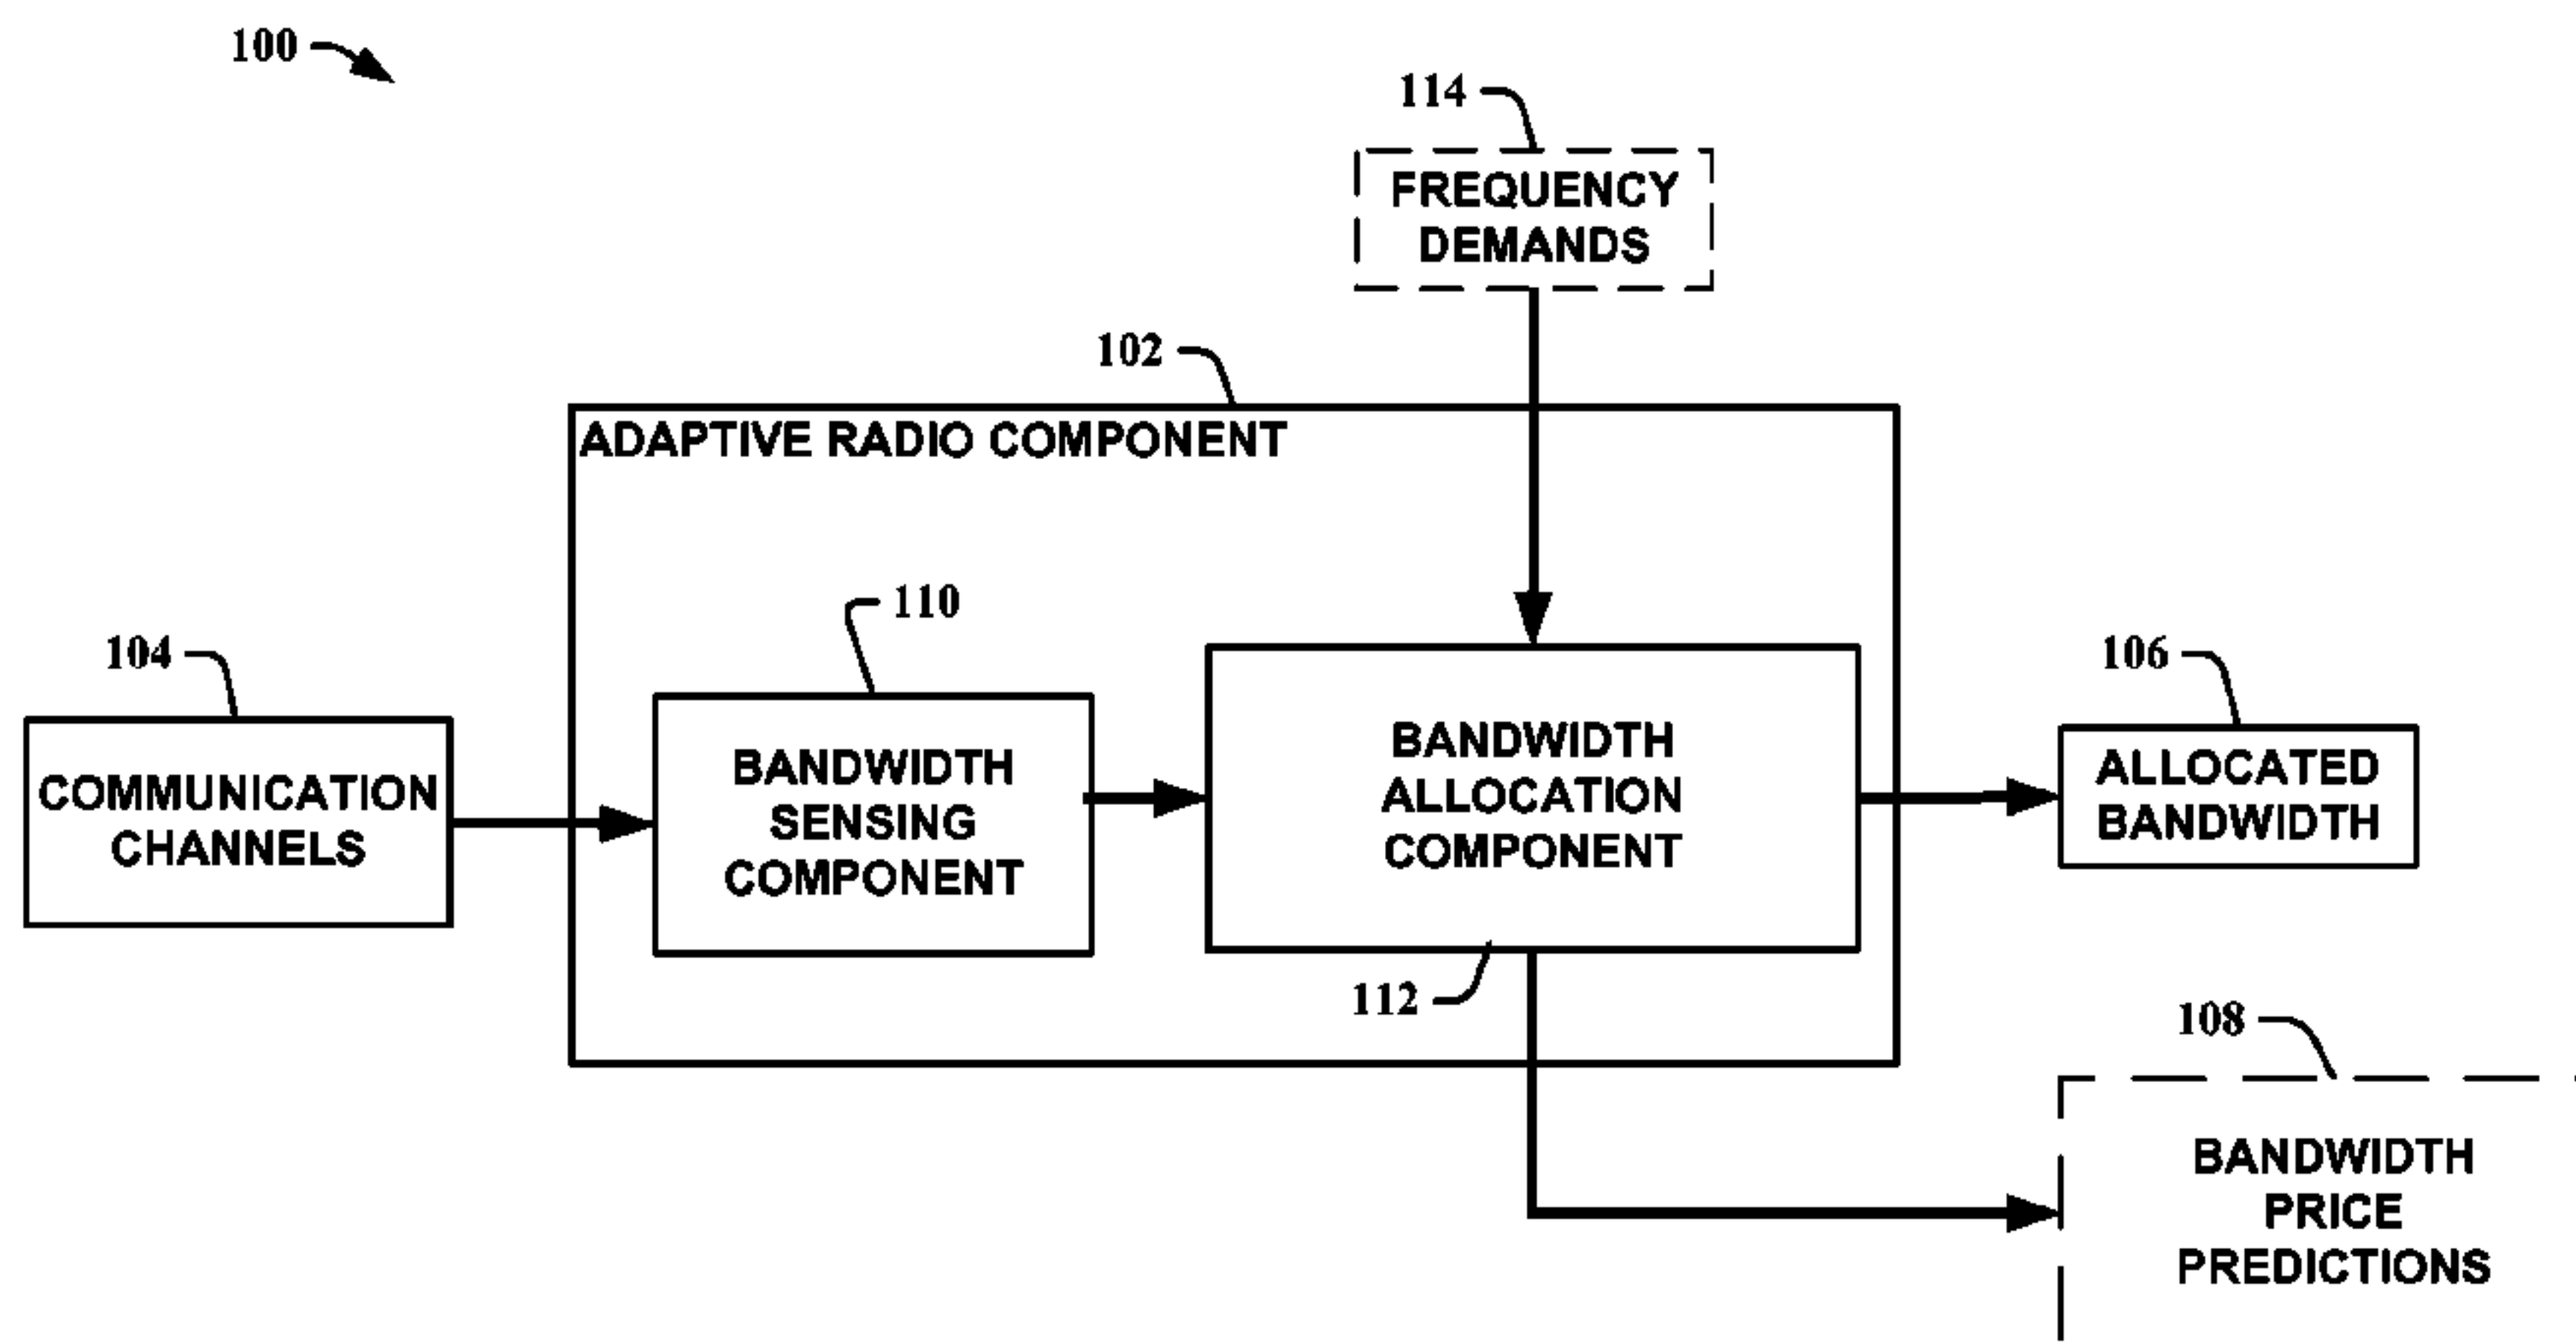 100
114
FREQUENCY
DEMANDS
102
ADAPTIVE RADIO COMPONENT
110
104
106
COMMUNICATION
CHANNELS
BANDWIDTH
SENSING
COMPONENT
BANDWIDTH
ALLOCATION
COMPONENT
ALLOCATED
BANDWIDTH
112
108
BANDWIDTH
PRICE
PREDICTIONS